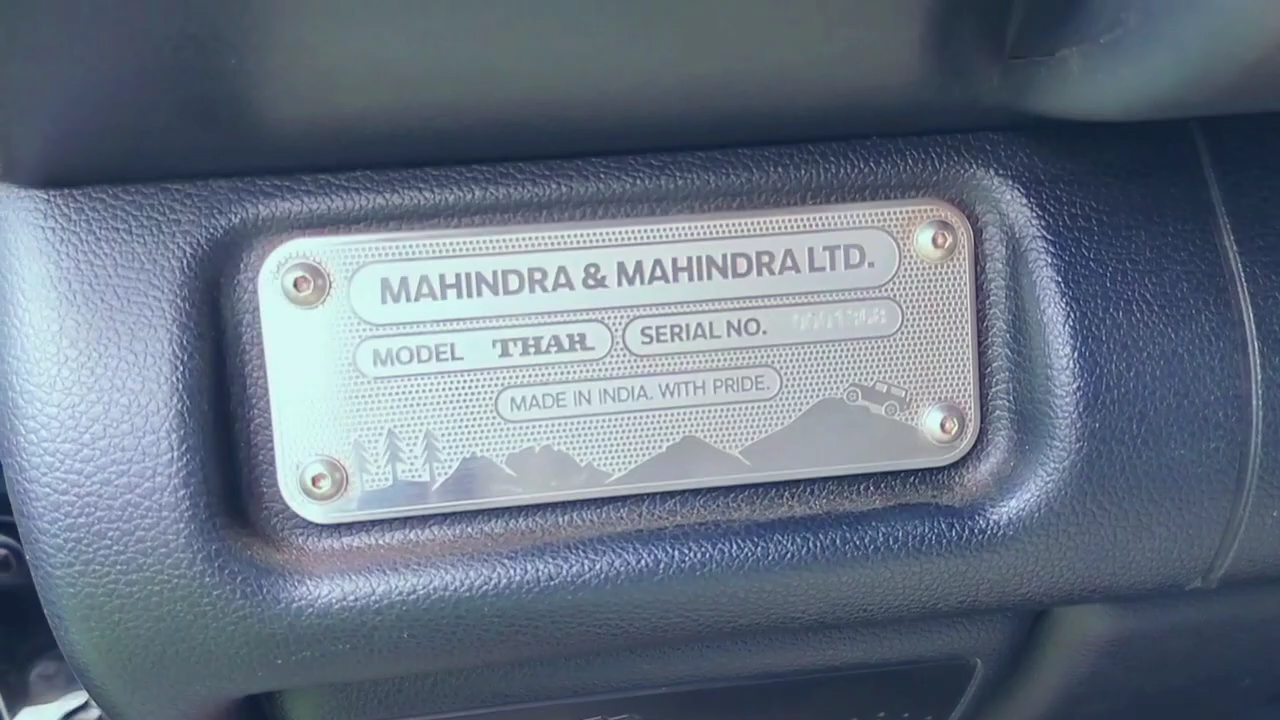 MAHINDRA & MAHINDRA LTD.
MODEL THAR SERIAL NO.
MADE IN INDIA. WITH PRIDE.